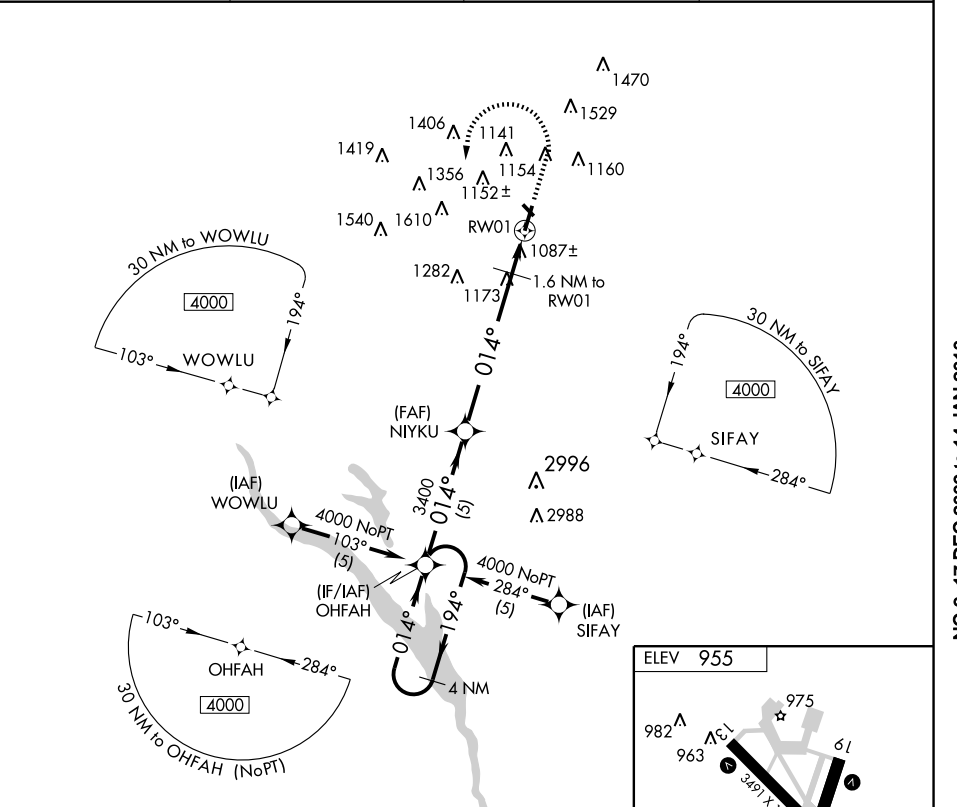 1470
1529
1406
1141
1419
1154
1160
1356
1152±
1540
1610
RW01
1087±
1282
1173
1.6 NM to
RW01
30 NM to WOWLU
4000
194°
103°
WOWLU
014°
30 NM to SIFAY
194°
4000
SIFAY
284°
(FAF)
NIYKU
3400
014°
(5)
2996
2988
(IAF)
WOWLU
4000 NoPT
103°
(5)
4000 NoPT
284°
(5)
(IF/IAF)
OHFAH
(IAF)
SIFAY
014°
194°
4 NM
103°
OHFAH
284°
4000
30 NM to OHFAH (NoPT)
ELEV 955
975
982
963
13
19
V
V
3491 X